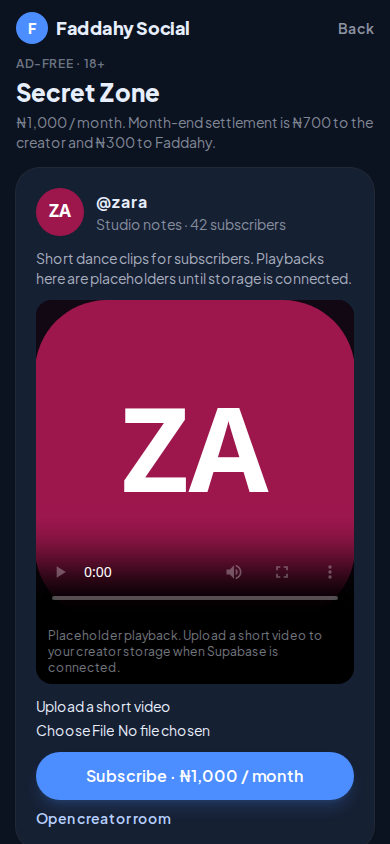 F Faddahy Social Back
AD-FREE · 18+
Secret Zone
₦1,000 / month. Month-end settlement is ₦700 to the
creator and ₦300 to Faddahy.
ZA @zara
Studio notes · 42 subscribers
Short dance clips for subscribers. Playbacks
here are placeholders until storage is connected.
ZA
0:00
Placeholder playback. Upload a short video to
your creator storage when Supabase is
connected.
Upload a short video
Choose File No file chosen
Subscribe · ₦1,000 / month
Open creator room